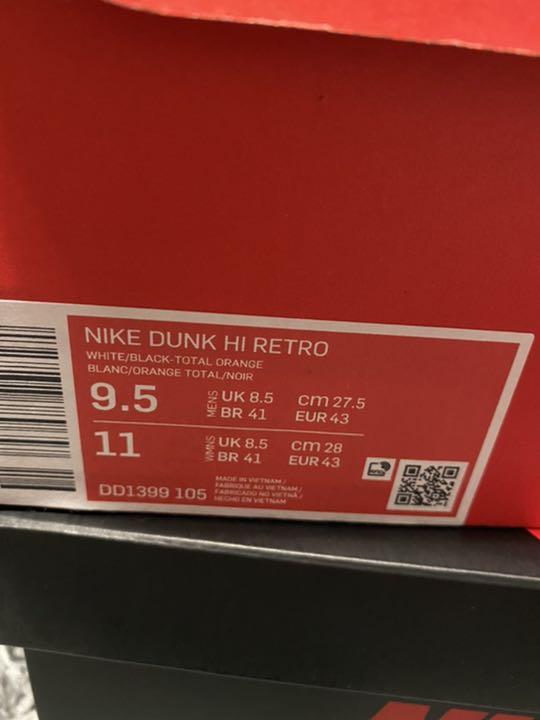 NIKE DUNK HI RETRO
WHITE/BLACK-TOTAL ORANGE
BLANC/ORANGE TOTAL/NOIR
9.5 MENS UK 8.5 cm 27.5
BR 41 EUR 43
11 WMNS UK 8.5 cm 28
BR 41 EUR 43
DD1399 105
MADE IN VIETNAM /
FABRIQUE AU VIETNAM /
FABRICADO NO VIETNÃ /
HECHO EN VIETNAM